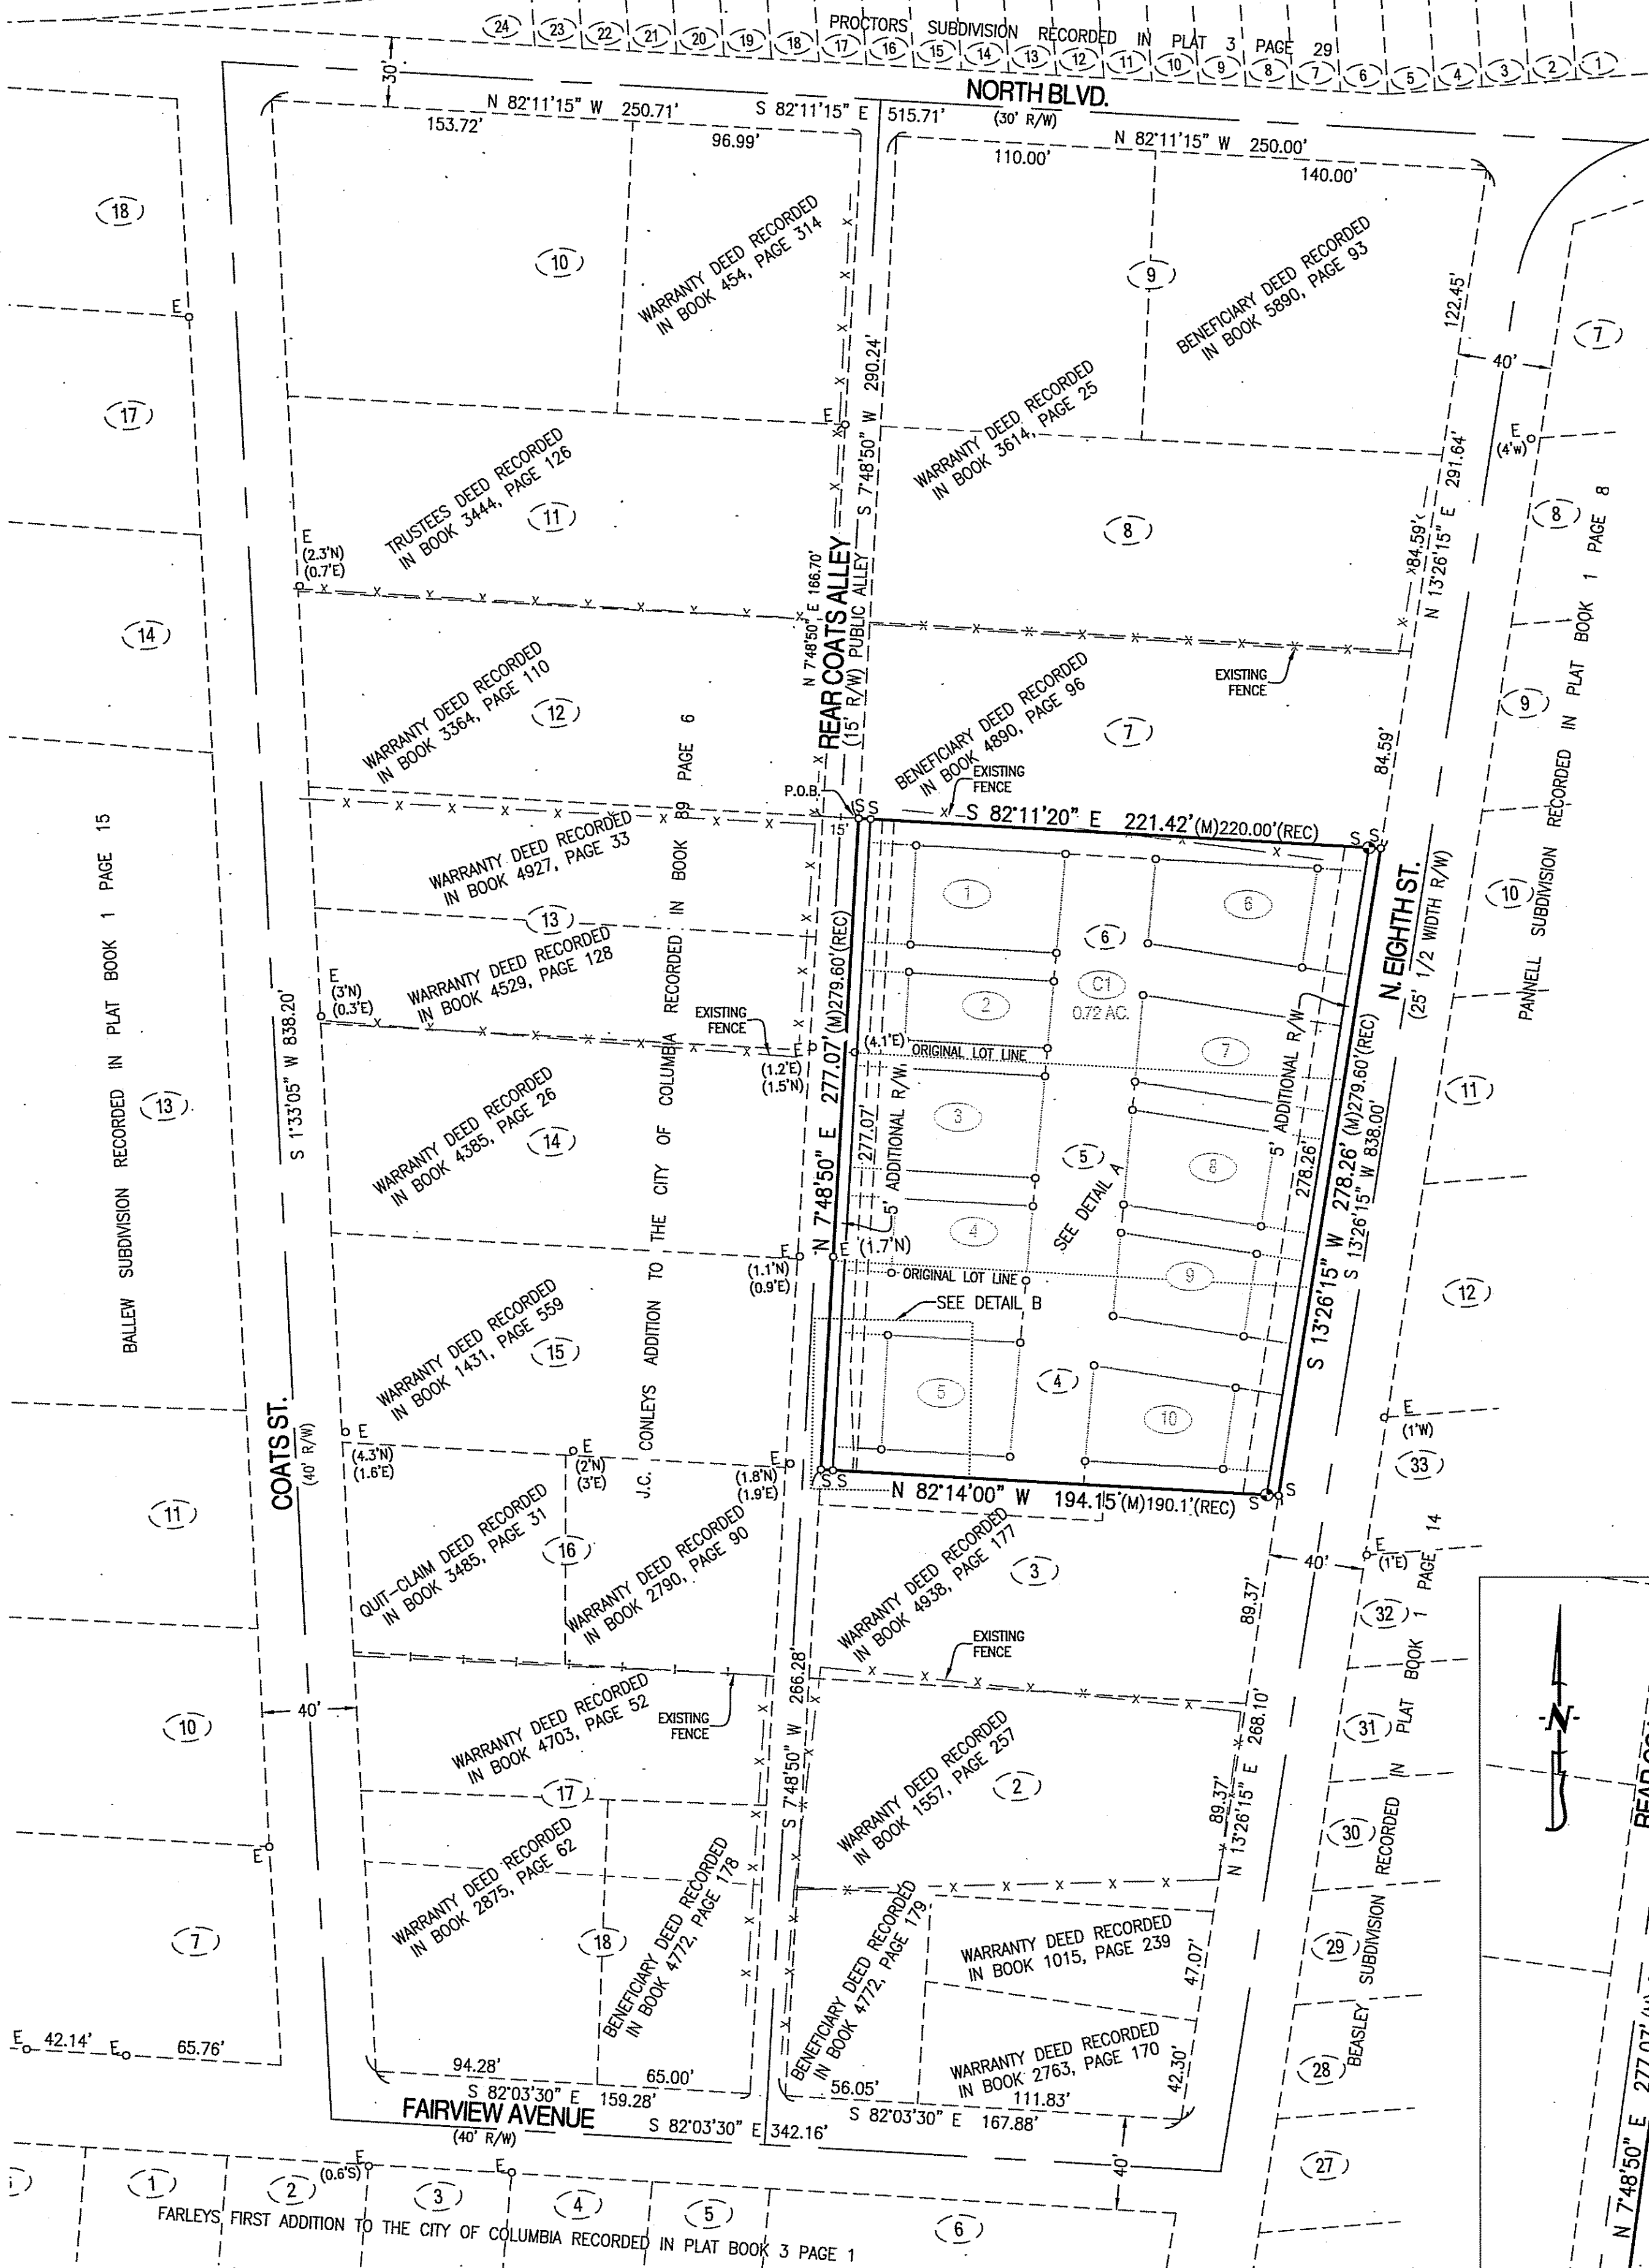 PROCTORS SUBDIVISION RECORDED IN PLAT 3 PAGE 29
24 23 22 21 20 19 18 17 16 15 14 13 12 11 10 9 8 7 6 5 4 3 2 1
30'
NORTH BLVD.
(30' R/W)
N 82°11'15" W 250.71'
S 82°11'15" E 515.71'
N 82°11'15" W 250.00'
153.72'
96.99'
110.00'
140.00'
18
10
WARRANTY DEED RECORDED
IN BOOK 454, PAGE 314
9
BENEFICIARY DEED RECORDED
IN BOOK 5890, PAGE 93
122.45'
40'
7
E
17
S 7°48'50" W 290.24'
WARRANTY DEED RECORDED
IN BOOK 3614, PAGE 25
E
E
(4'W)
N 13°26'15" E 291.64'
84.59'
TRUSTEES DEED RECORDED
IN BOOK 3444, PAGE 126
11
8
8
E
(2.3'N)
(0.7'E)
14
N 7°48'50" E 166.70'
REAR COATS ALLEY
(15' R/W) PUBLIC ALLEY
EXISTING
FENCE
WARRANTY DEED RECORDED
IN BOOK 3364, PAGE 110
12
BENEFICIARY DEED RECORDED
IN BOOK 4890, PAGE 96
7
84.59'
9
PANNELL SUBDIVISION RECORDED IN PLAT BOOK 1 PAGE 8
EXISTING
FENCE
P.O.B.
S S
15'
S 82°11'20" E 221.42'(M)220.00'(REC)
S S
BALLEW SUBDIVISION RECORDED IN PLAT BOOK 1 PAGE 15
J.C. CONLEYS ADDITION TO THE CITY OF COLUMBIA RECORDED IN BOOK 89 PAGE 6
WARRANTY DEED RECORDED
IN BOOK 4927, PAGE 33
13
WARRANTY DEED RECORDED
IN BOOK 4529, PAGE 128
E
(3'N)
(0.3'E)
1
6
6
2
C1
0.72 AC.
7
N. EIGHTH ST.
(25' 1/2 WIDTH R/W)
10
EXISTING
FENCE
E
(1.2'E)
(1.5'N)
(4.1'E)
ORIGINAL LOT LINE
N 7°48'50" E 277.07'(M)279.60'(REC)
277.07'
5' ADDITIONAL R/W
5' ADDITIONAL R/W
278.26'
S 13°26'15" W 278.26' (M)279.60'(REC)
S 13°26'15" W 838.00'
11
13
S 1°33'05" W 838.20'
WARRANTY DEED RECORDED
IN BOOK 4385, PAGE 26
14
3
5
SEE DETAIL A
8
4
E
(1.1'N)
(0.9'E)
E (1.7'N)
ORIGINAL LOT LINE
9
SEE DETAIL B
12
WARRANTY DEED RECORDED
IN BOOK 1431, PAGE 559
15
5
4
10
COATS ST.
(40' R/W)
E
(4.3'N)
(1.6'E)
E
(2'N)
(3'E)
E
(1.8'N)
(1.9'E)
E
(1'W)
33
S S
N 82°14'00" W 194.15'(M)190.1'(REC)
S S
11
QUIT-CLAIM DEED RECORDED
IN BOOK 3485, PAGE 31
16
WARRANTY DEED RECORDED
IN BOOK 2790, PAGE 90
WARRANTY DEED RECORDED
IN BOOK 4938, PAGE 177
3
40'
E
(1'E)
32
89.37'
EXISTING
FENCE
S 7°48'50" W 266.28'
10
40'
WARRANTY DEED RECORDED
IN BOOK 4703, PAGE 52
EXISTING
FENCE
17
WARRANTY DEED RECORDED
IN BOOK 1557, PAGE 257
2
89.37'
N 13°26'15" E 268.10'
31
30
BEASLEY SUBDIVISION RECORDED IN PLAT BOOK 1 PAGE 14
N
E
7
WARRANTY DEED RECORDED
IN BOOK 2875, PAGE 62
18
BENEFICIARY DEED RECORDED
IN BOOK 4772, PAGE 178
BENEFICIARY DEED RECORDED
IN BOOK 4772, PAGE 179
WARRANTY DEED RECORDED
IN BOOK 1015, PAGE 239
47.07'
29
WARRANTY DEED RECORDED
IN BOOK 2763, PAGE 170
42.30'
28
E 42.14' E 65.76'
94.28'
65.00'
S 82°03'30" E 159.28'
56.05'
111.83'
S 82°03'30" E 167.88'
FAIRVIEW AVENUE
(40' R/W)
S 82°03'30" E 342.16'
40'
27
E
(0.6'S)
E
1 2 3 4 5 6
FARLEYS FIRST ADDITION TO THE CITY OF COLUMBIA RECORDED IN PLAT BOOK 3 PAGE 1
N 7°48'50" E 277.07'